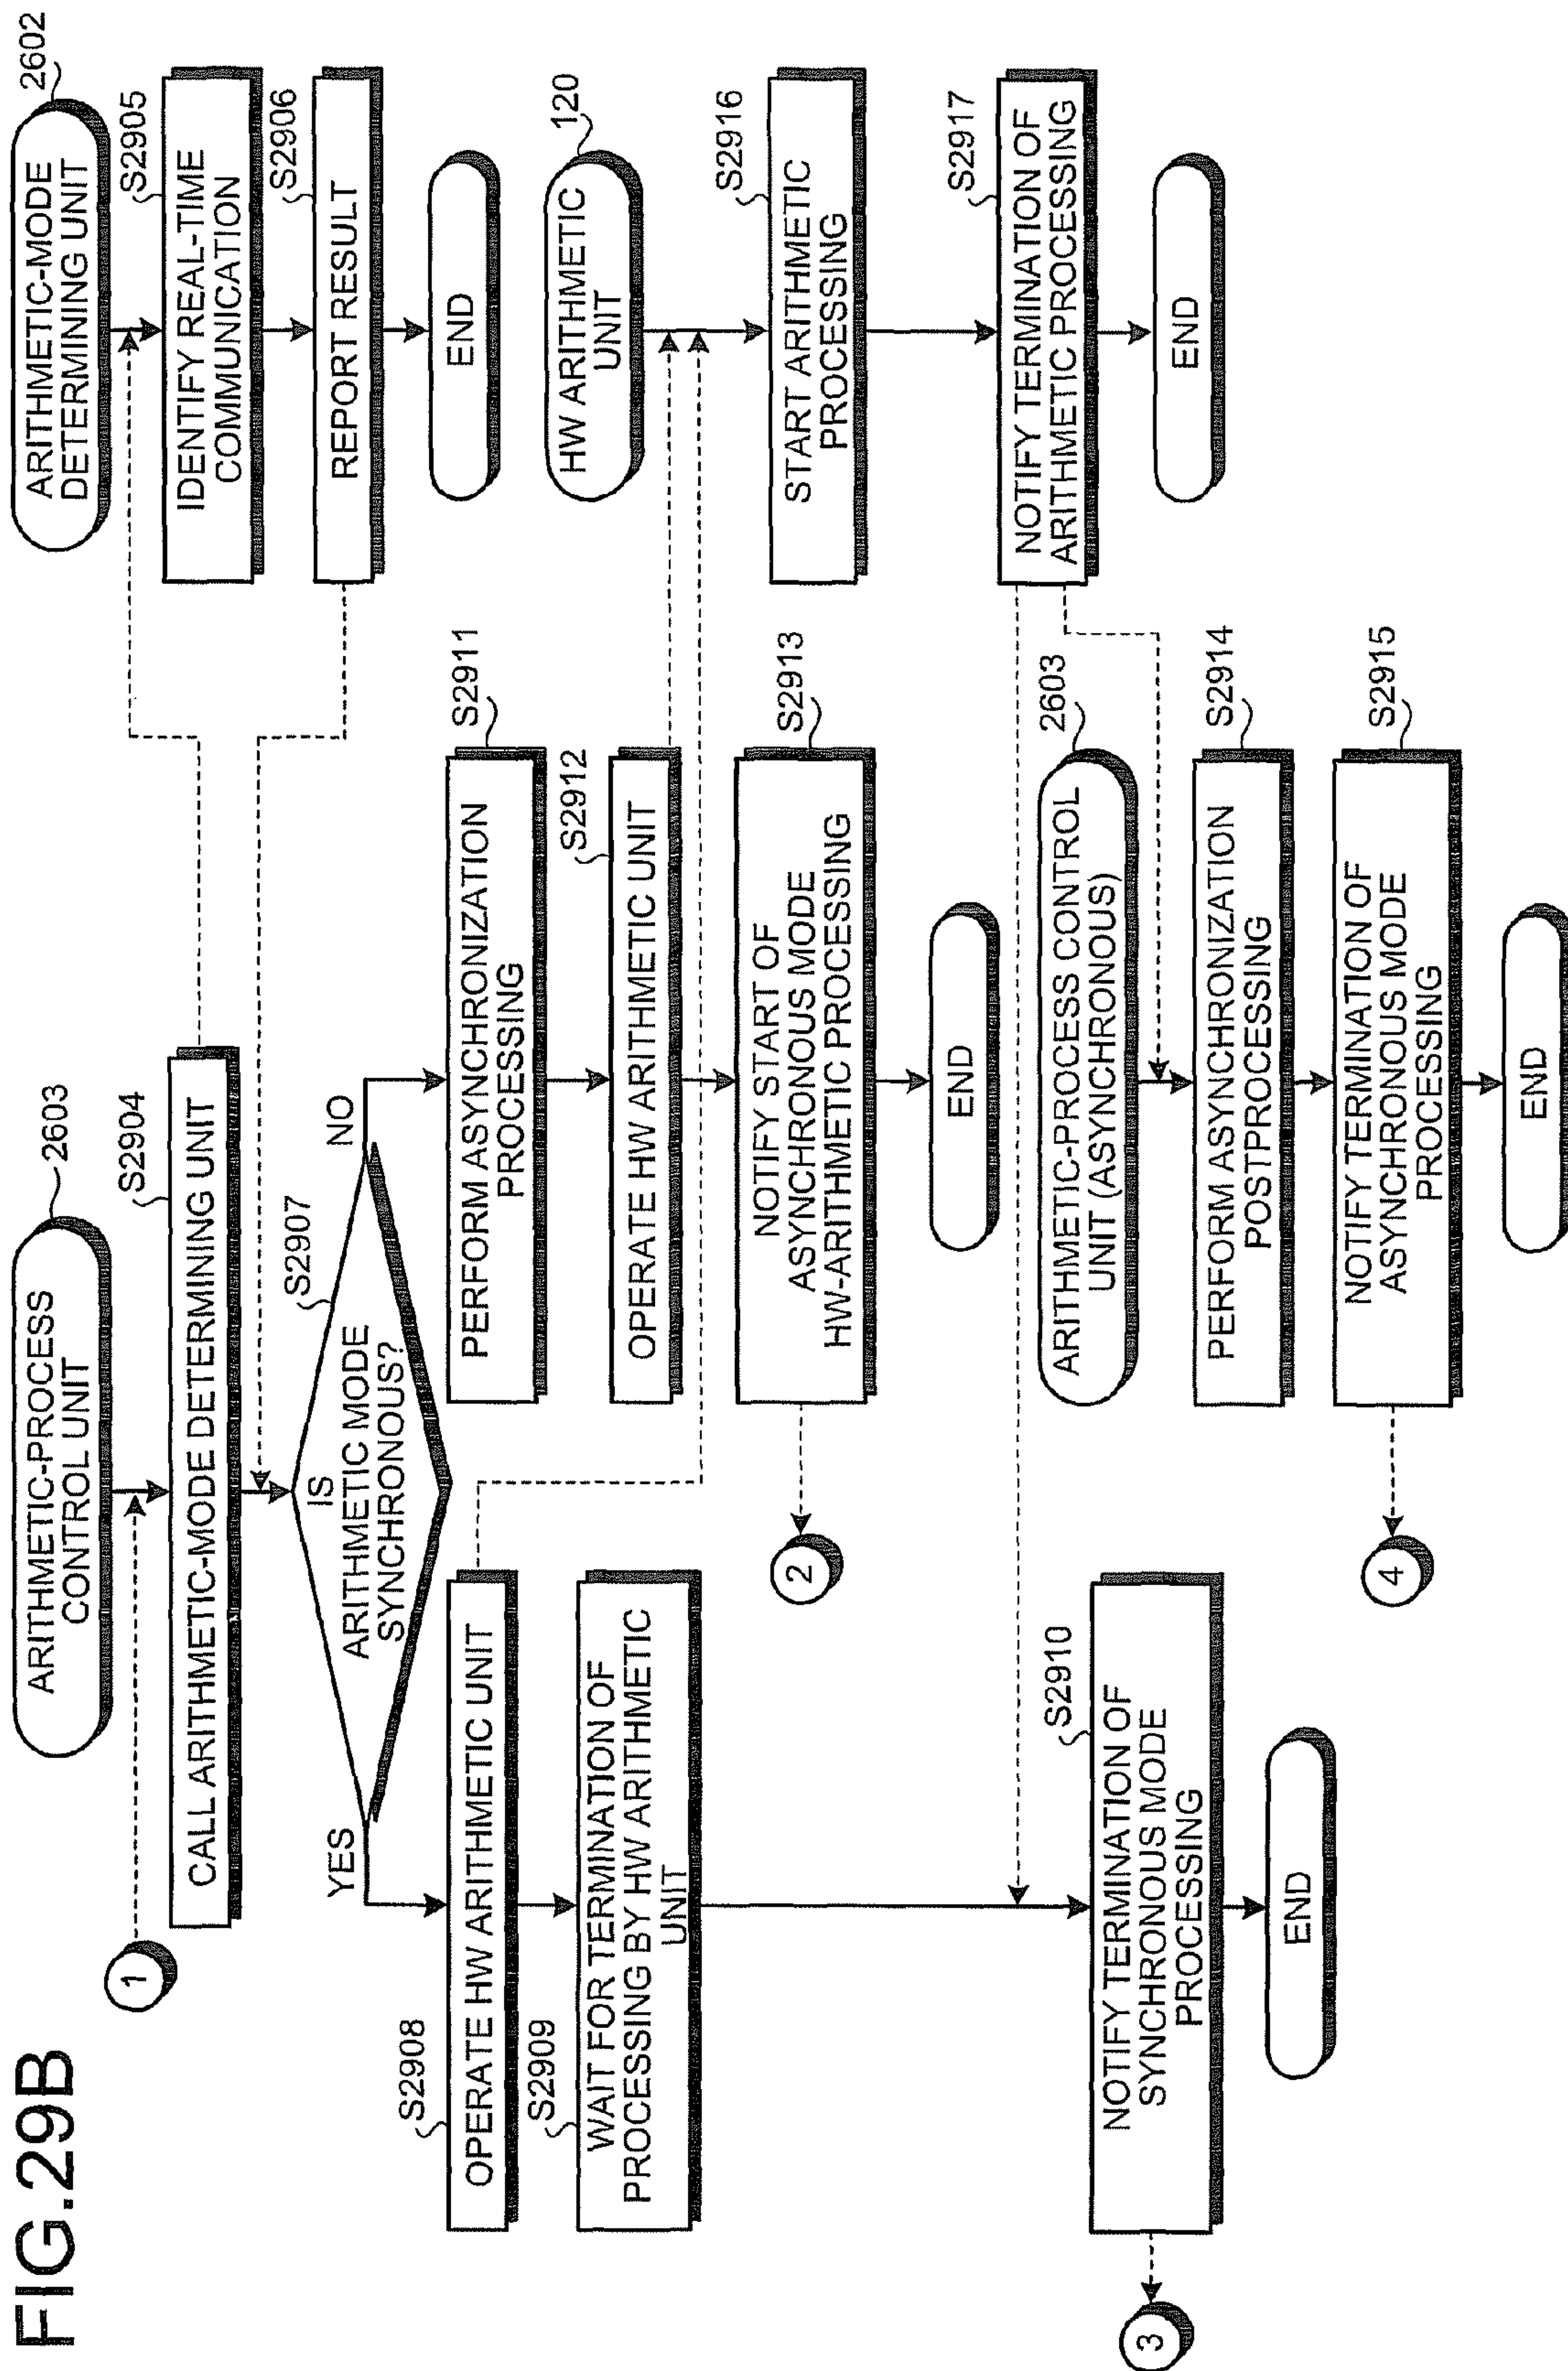 FIG.29B
1
ARITHMETIC-PROCESS
CONTROL UNIT
2603
S2904
CALL ARITHMETIC-MODE DETERMINING UNIT
S2907
IS
ARITHMETIC MODE
SYNCHRONOUS?
YES
NO
S2908
OPERATE HW ARITHMETIC UNIT
S2909
WAIT FOR TERMINATION OF
PROCESSING BY HW ARITHMETIC
UNIT
S2910
NOTIFY TERMINATION OF
SYNCHRONOUS MODE
PROCESSING
3
END
S2911
PERFORM ASYNCHRONIZATION
PROCESSING
S2912
OPERATE HW ARITHMETIC UNIT
S2913
NOTIFY START OF
ASYNCHRONOUS MODE
HW-ARITHMETIC PROCESSING
2
END
2603
ARITHMETIC-PROCESS CONTROL
UNIT (ASYNCHRONOUS)
S2914
PERFORM ASYNCHRONIZATION
POSTPROCESSING
S2915
NOTIFY TERMINATION OF
ASYNCHRONOUS MODE
PROCESSING
4
END
2602
ARITHMETIC-MODE
DETERMINING UNIT
S2905
IDENTIFY REAL-TIME
COMMUNICATION
S2906
REPORT RESULT
END
120
HW ARITHMETIC
UNIT
S2916
START ARITHMETIC
PROCESSING
S2917
NOTIFY TERMINATION OF
ARITHMETIC PROCESSING
END